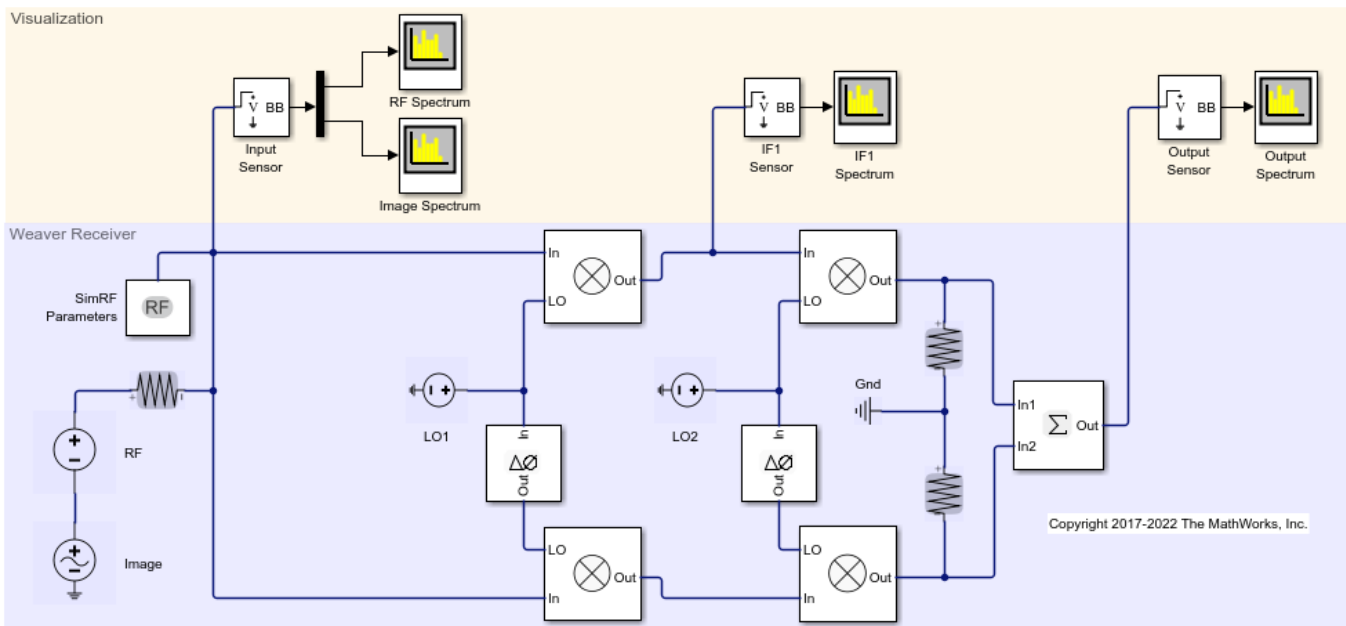 Visualization
RF Spectrum
BB
Input
Sensor
V
Image Spectrum
BB
IF1
Sensor
V
IF1
Spectrum
BB
Output
Sensor
V
Output
Spectrum
Weaver Receiver
SimRF
Parameters
RF
In
LO
Out
In
LO
Out
LO1
LO2
Gnd
RF
Image
In
ΔØ
Out
In
ΔØ
Out
In1
In2
Σ
Out
LO
In
Out
LO
In
Out
Copyright 2017-2022 The MathWorks, Inc.